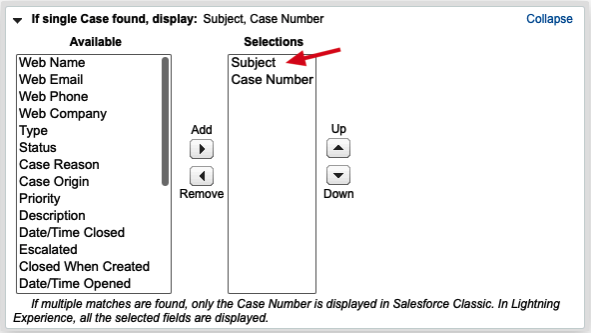 If single Case found, display: Subject, Case Number Collapse
Available Selections
Web Name
Web Email
Web Phone
Web Company
Type
Status
Case Reason
Case Origin
Priority
Description
Date/Time Closed
Escalated
Closed When Created
Date/Time Opened
Add
Remove
Subject
Case Number
Up
Down
If multiple matches are found, only the Case Number is displayed in Salesforce Classic. In Lightning
Experience, all the selected fields are displayed.